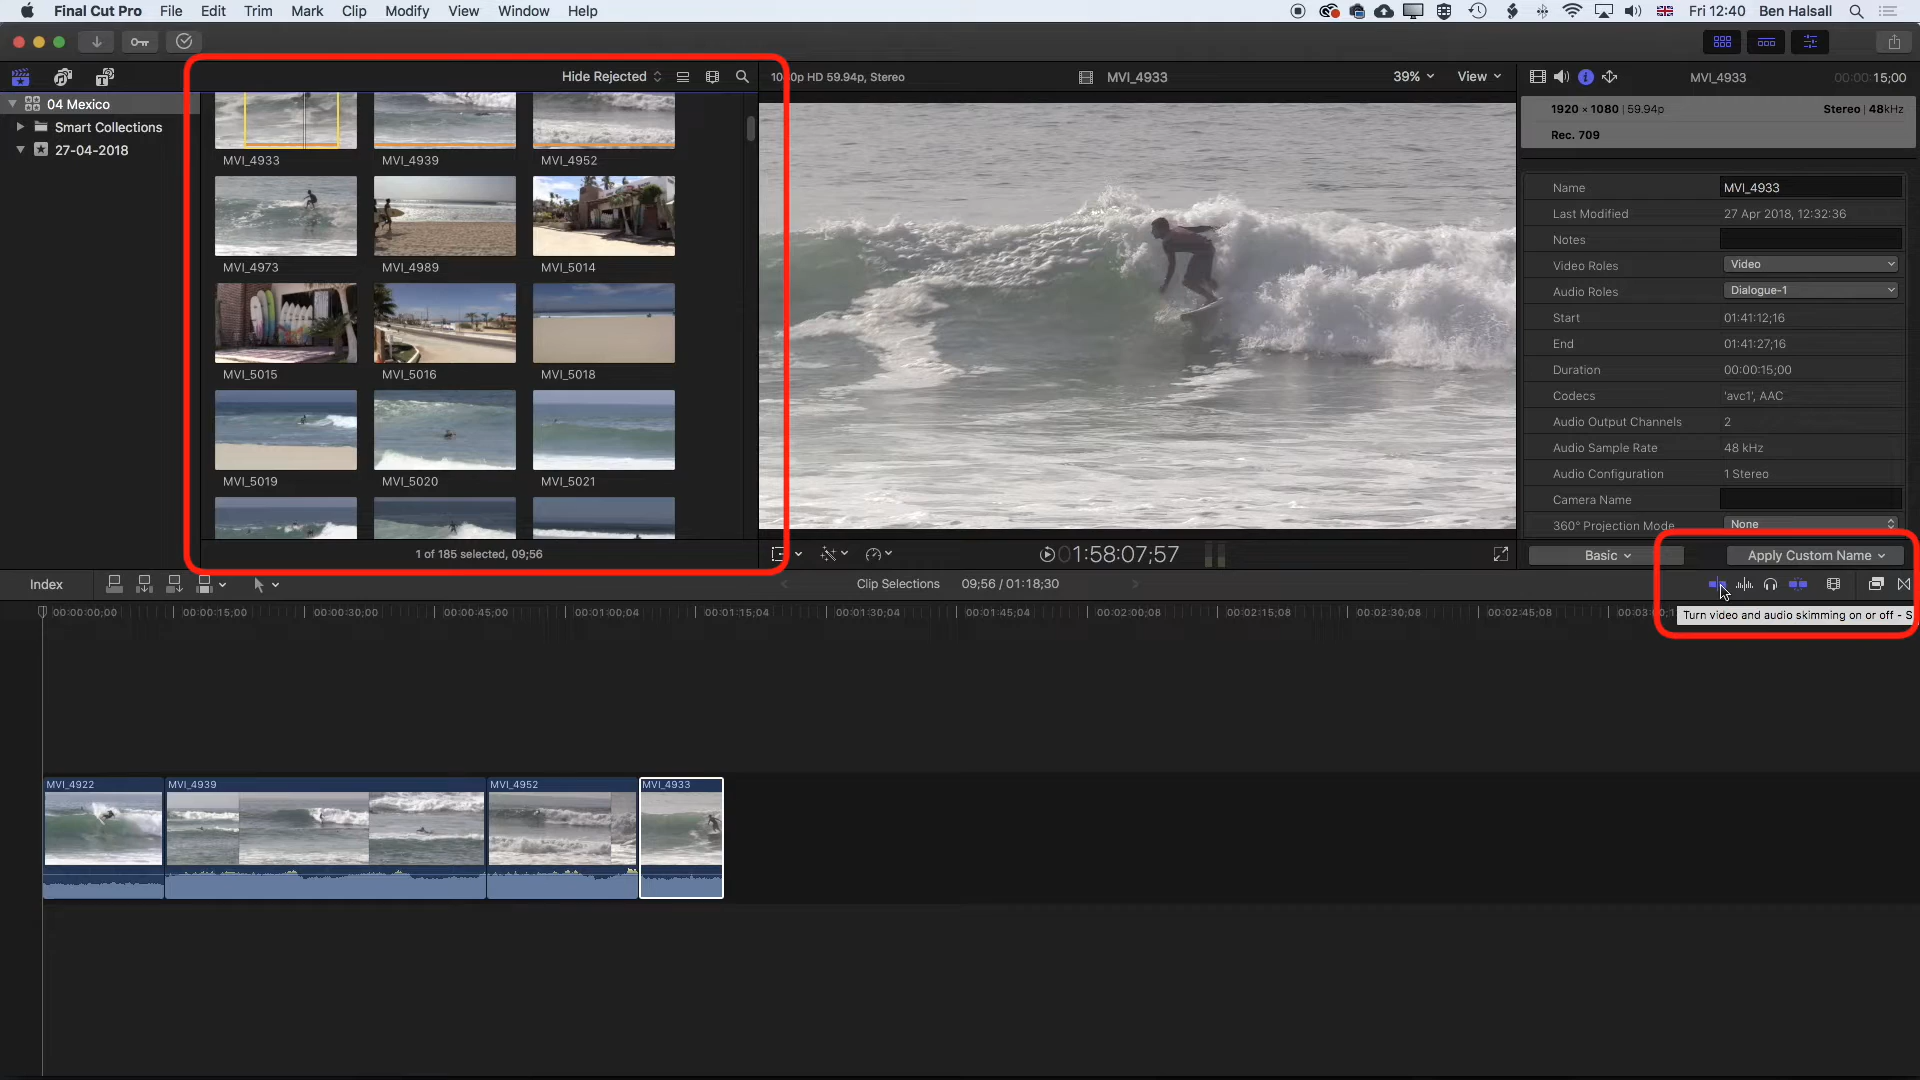 Final Cut Pro File Edit Trim Mark Clip Modify View Window Help Fri 12:40 Ben Halsall
Hide Rejected
1080p HD 59.94p, Stereo MVI_4933 39% View
MVI_4933 00:00:15;00
04 Mexico
Smart Collections
27-04-2018
MVI_4933 MVI_4939 MVI_4952
MVI_4973 MVI_4989 MVI_5014
MVI_5015 MVI_5016 MVI_5018
MVI_5019 MVI_5020 MVI_5021
1 of 185 selected, 09;56
01:58:07;57
1920 × 1080 | 59.94p Stereo | 48kHz
Rec. 709
Name MVI_4933
Last Modified 27 Apr 2018, 12:32:36
Notes
Video Roles Video
Audio Roles Dialogue-1
Start 01:41:12;16
End 01:41:27;16
Duration 00:00:15;00
Codecs 'avc1', AAC
Audio Output Channels 2
Audio Sample Rate 48 kHz
Audio Configuration 1 Stereo
Camera Name
360° Projection Mode None
Basic Apply Custom Name
Index Clip Selections 09;56 / 01:18;30
Turn video and audio skimming on or off - S
00:00:00;00 00:00:15;00 00:00:30;00 00:00:45;00 00:01:00;04 00:01:15;04 00:01:30;04 00:01:45;04 00:02:00;08 00:02:15;08 00:02:30;08 00:02:45;08
MVI_4922 MVI_4939 MVI_4952 MVI_4933